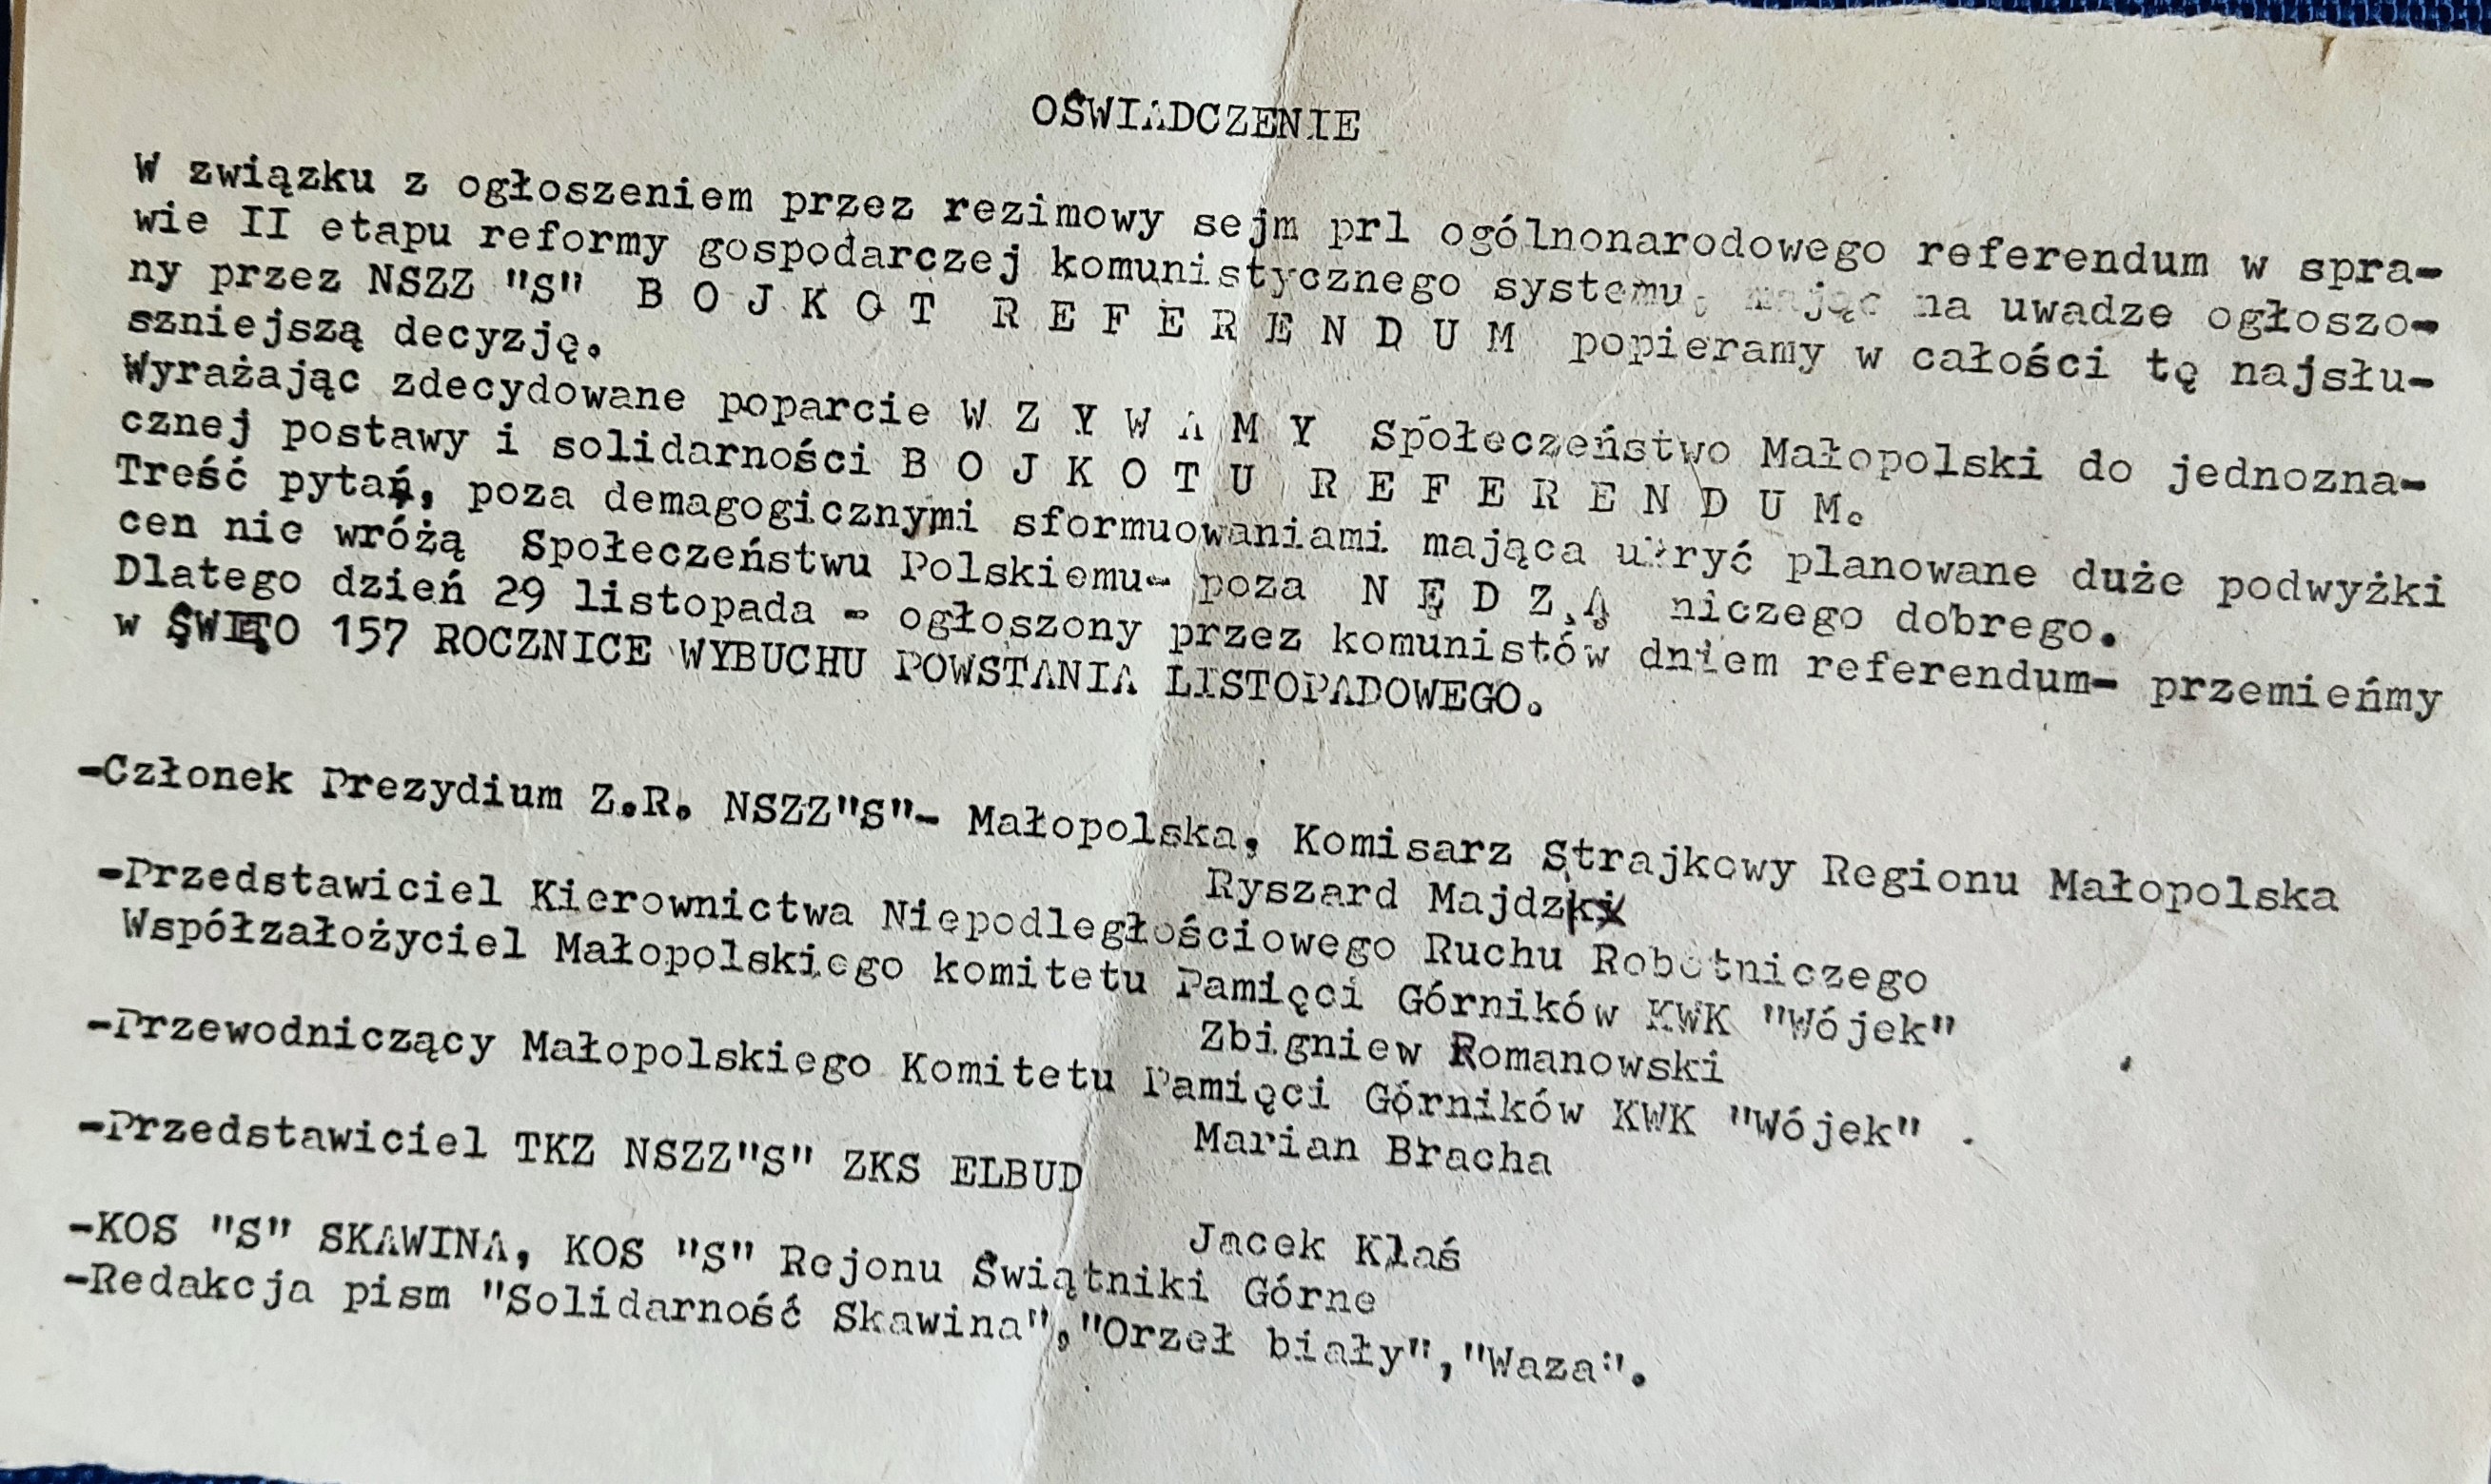 OŚWIADCZENIE
W związku z ogłoszeniem przez rezimowy sejm prl ogólnonarodowego referendum w spra-
wie II etapu reformy gospodarczej komunistycznego systemu, mając na uwadze ogłoszo-
ny przez NSZZ "S" B O J K O T R E F E R E N D U M popieramy w całości tę najsłu-
szniejszą decyzję.
Wyrażając zdecydowane poparcie W Z Y W A M Y Społeczeństwo Małopolski do jednozna-
cznej postawy i solidarności B O J K O T U R E F E R E N D U M.
Treść pytań, poza demagogicznymi sformuowaniami mająca ukryć planowane duże podwyżki
cen nie wróżą Społeczeństwu Polskiemu- poza N Ę D Z Ą niczego dobrego.
Dlatego dzień 29 listopada - ogłoszony przez komunistów dniem referendum- przemieńmy
w ŚWIĘTO 157 ROCZNICE WYBUCHU POWSTANIA LISTOPADOWEGO.
-Członek Prezydium Z.R. NSZZ"S"- Małopolska, Komisarz Strajkowy Regionu Małopolska
Ryszard Majdzki
-Przedstawiciel Kierownictwa Niepodległościowego Ruchu Robotniczego
Współzałożyciel Małopolskiego komitetu Pamięci Górników KWK "Wójek"
Zbigniew Romanowski
-Przewodniczący Małopolskiego Komitetu Pamięci Górników KWK "Wójek"
Marian Bracha
-Przedstawiciel TKZ NSZZ"S" ZKS ELBUD
Jacek Klaś
-KOS "S" SKAWINA, KOS "S" Rejonu Świątniki Górne
-Redakcja pism "Solidarność Skawina","Orzeł biały","Waza".